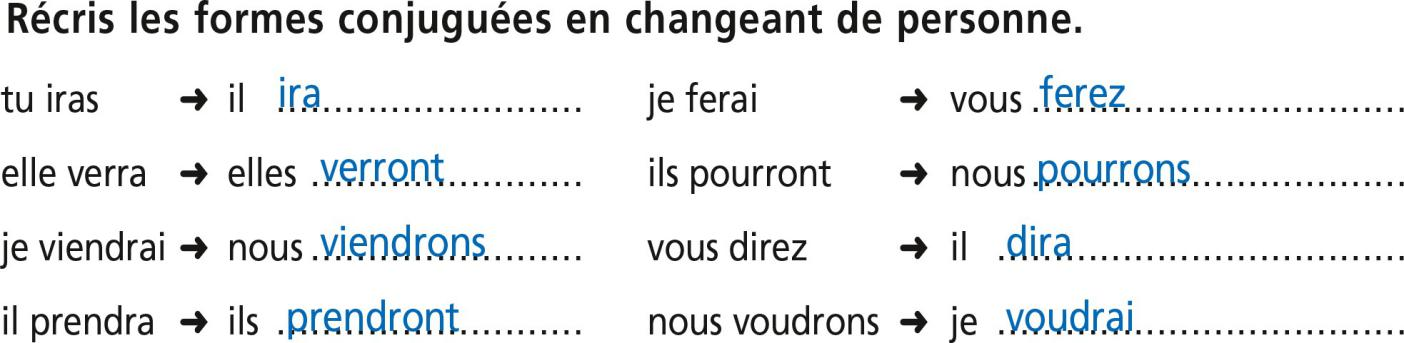 Récris les formes conjuguées en changeant de personne.
tu iras ➜ il ira.................... je ferai ➜ vous ferez....................
elle verra ➜ elles verront.................... ils pourront ➜ nous pourrons....................
je viendrai ➜ nous viendrons.................... vous direz ➜ il dira....................
il prendra ➜ ils prendront.................... nous voudrons ➜ je voudrai....................